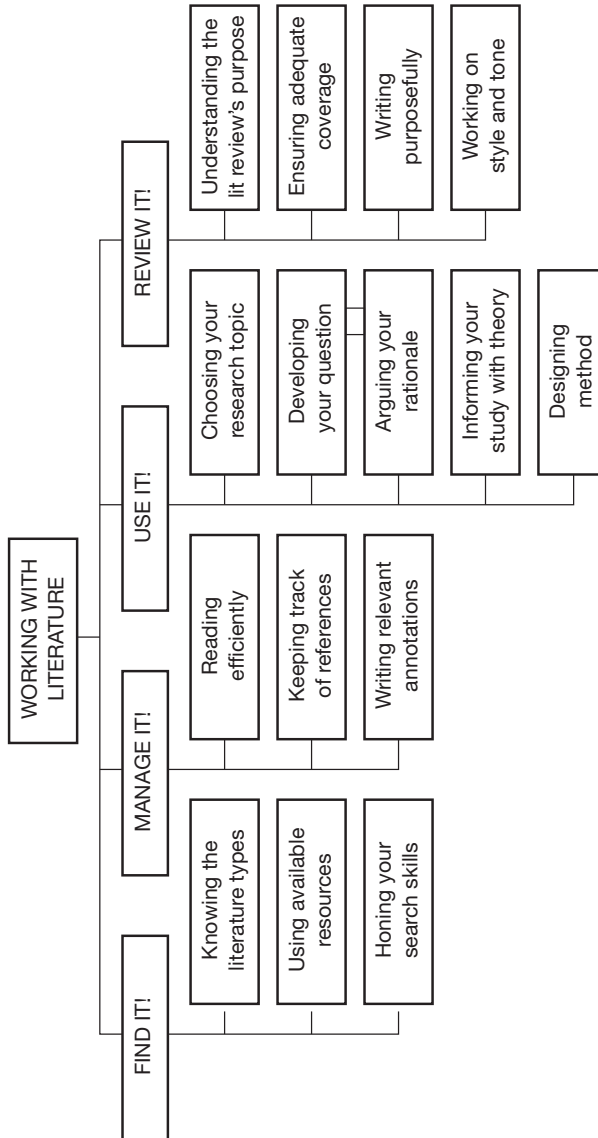 WORKING WITH
LITERATURE
FIND IT!
Knowing the
literature types
Using available
resources
Honing your
search skills
MANAGE IT!
Reading
efficiently
Keeping track
of references
Writing relevant
annotations
USE IT!
Choosing your
research topic
Developing
your question
Arguing your
rationale
Informing your
study with theory
Designing
method
REVIEW IT!
Understanding the
lit review's purpose
Ensuring adequate
coverage
Writing
purposefully
Working on
style and tone